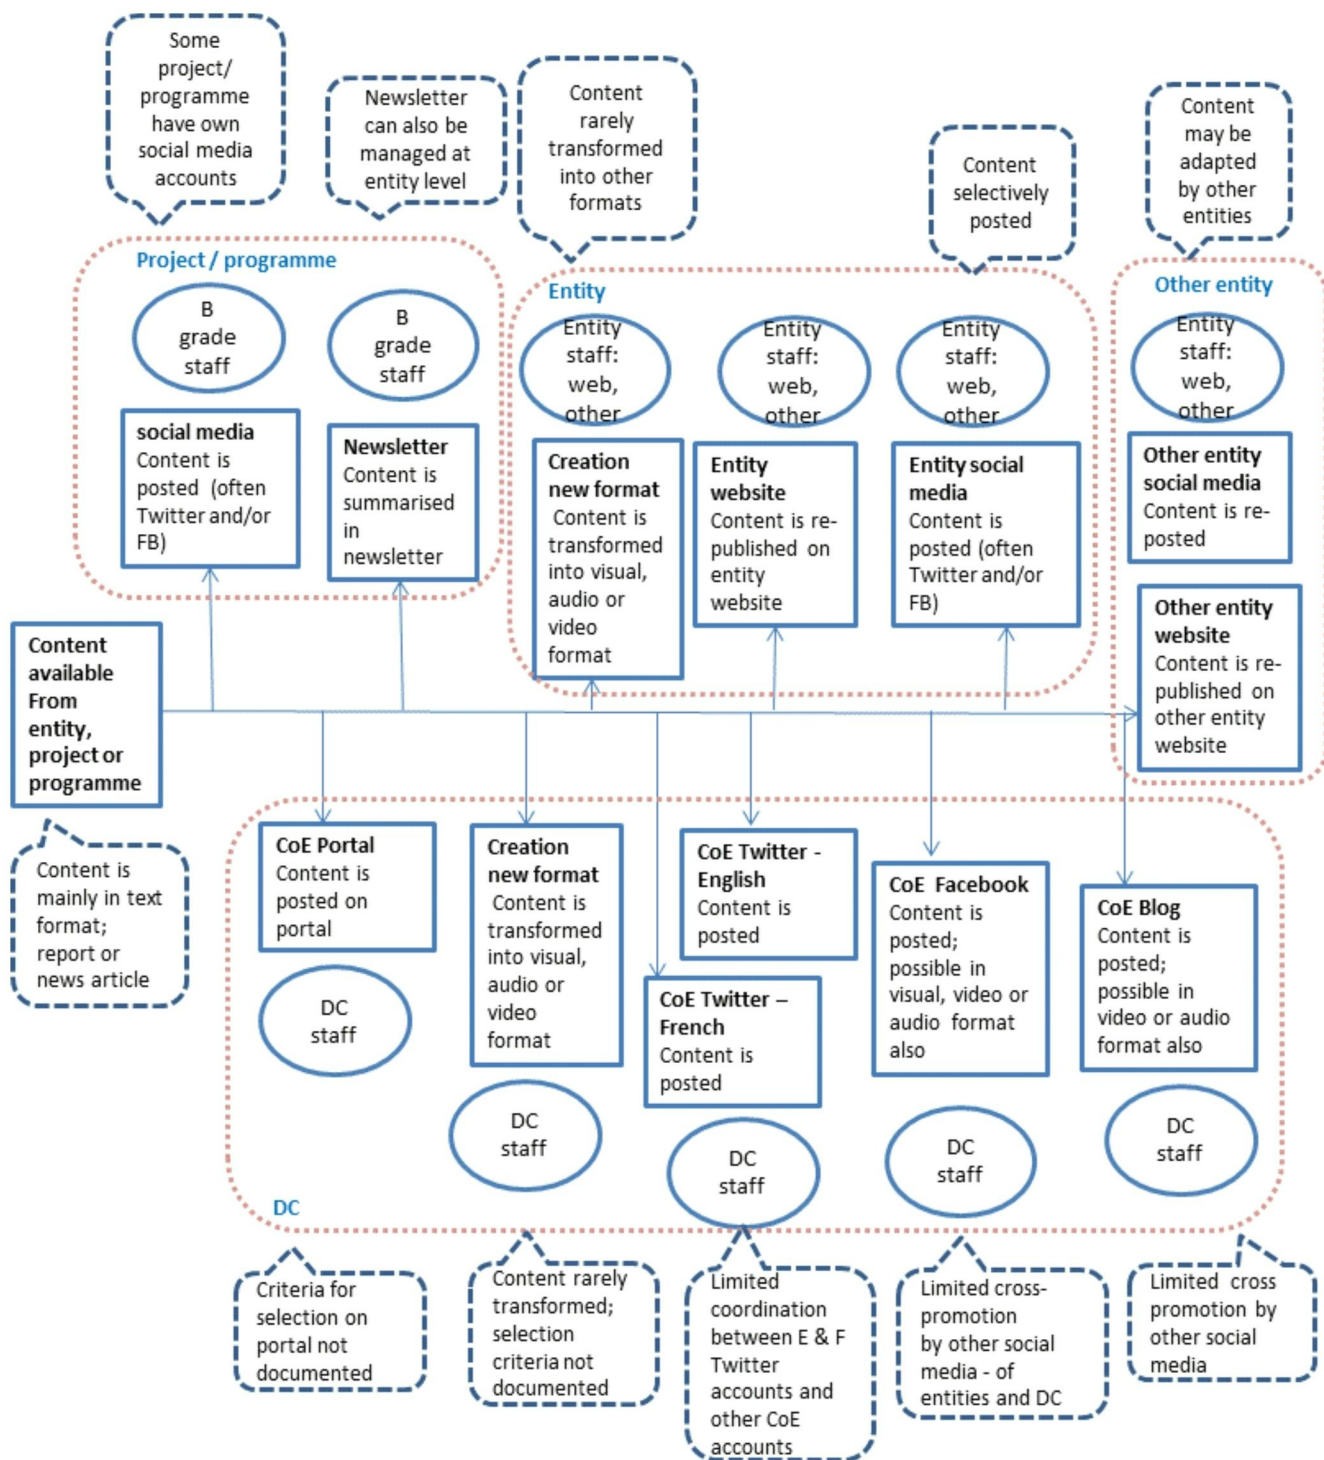 Some
project/
programme
have own
social media
accounts
Newsletter
can also be
managed at
entity level
Content
rarely
transformed
into other
formats
Content
selectively
posted
Content
may be
adapted
by other
entities
Project / programme
B
grade
staff
B
grade
staff
social media
Content is
posted (often
Twitter and/or
FB)
Newsletter
Content is
summarised
in
newsletter
Entity
Entity
staff:
web,
other
Entity
staff:
web,
other
Entity
staff:
web,
other
Creation
new format
Content is
transformed
into visual,
audio or
video
format
Entity
website
Content is re-
published on
entity
website
Entity social
media
Content is
posted (often
Twitter and/or
FB)
Other entity
Entity
staff:
web,
other
Other entity
social media
Content is re-
posted
Other entity
website
Content is re-
published on
other entity
website
Content
available
From
entity,
project or
programme
Content is
mainly in text
format;
report or
news article
CoE Portal
Content is
posted on
portal
DC
staff
Creation
new format
Content is
transformed
into visual,
audio or
video
format
DC
staff
CoE Twitter -
English
Content is
posted
CoE Twitter –
French
Content is
posted
DC
staff
CoE Facebook
Content is
posted;
possible in
visual, video or
audio format
also
DC
staff
CoE Blog
Content is
posted;
possible in
video or audio
format also
DC
staff
DC
Criteria for
selection on
portal not
documented
Content rarely
transformed;
selection
criteria not
documented
Limited
coordination
between E & F
Twitter
accounts and
other CoE
accounts
Limited cross-
promotion
by other social
media - of
entities and DC
Limited cross
promotion by
other social
media